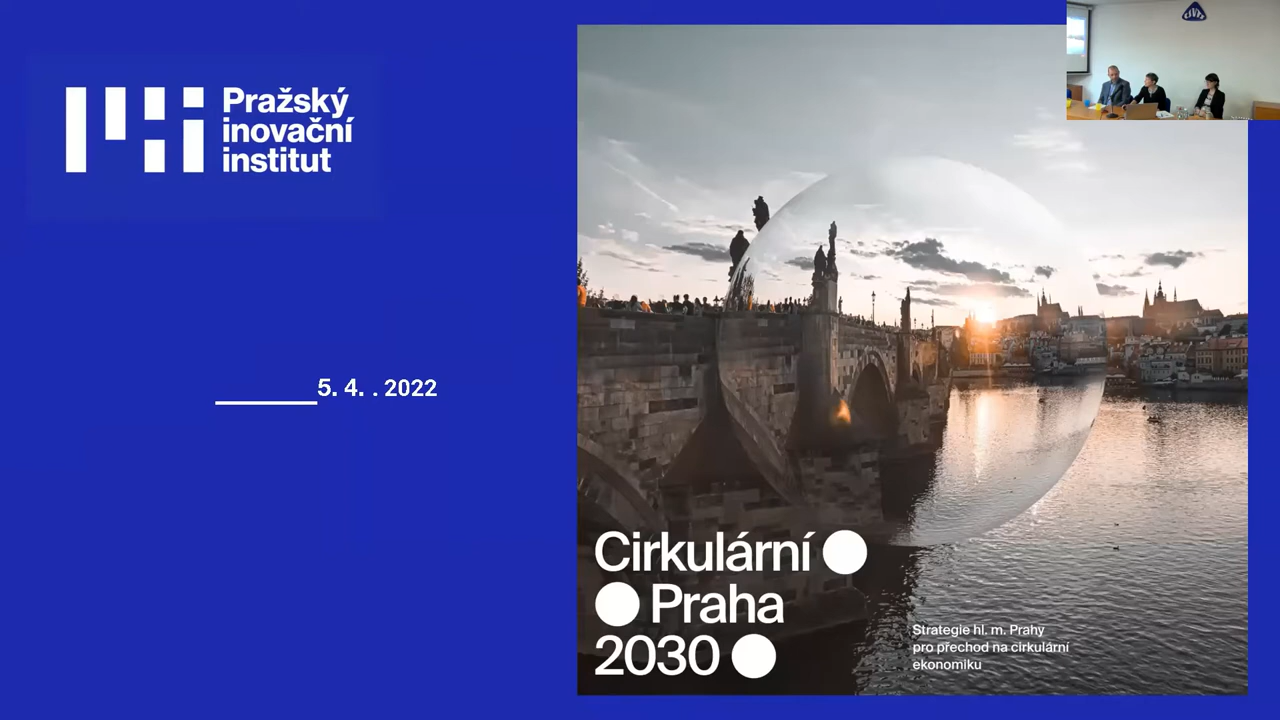 Pražský
inovační
institut
5. 4. . 2022
Cirkulární
Praha
2030
Strategie hl. m. Prahy
pro přechod na cirkulární
ekonomiku